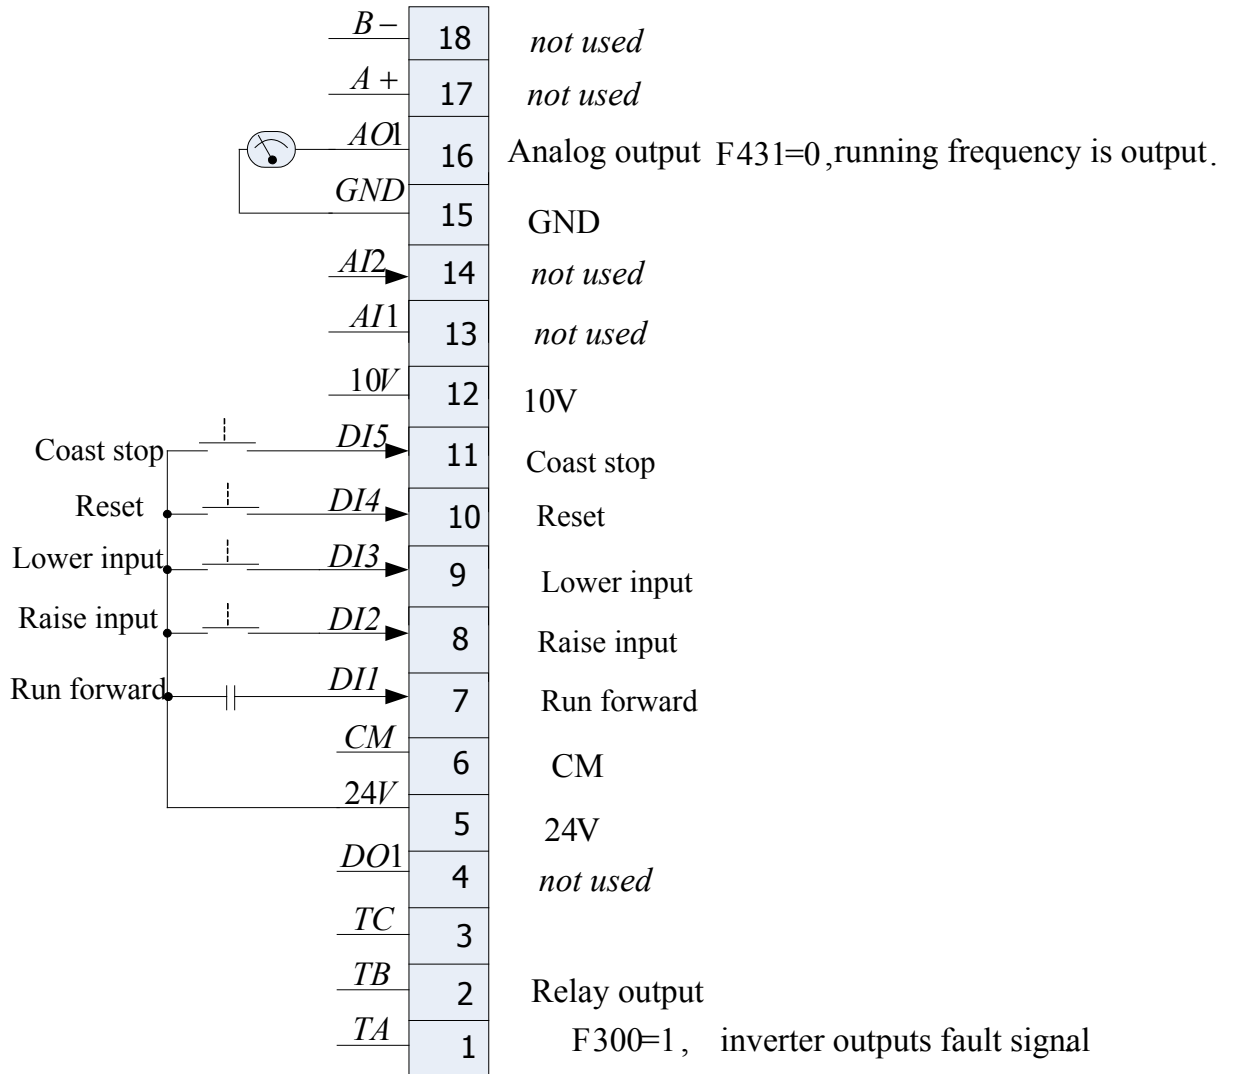 B − 18 not used
A + 17 not used
AO1 16 Analog output F431=0 ,running frequency is output.
GND 15 GND
AI2 14 not used
AI1 13 not used
10V 12 10V
Coast stop DI5 11 Coast stop
Reset DI4 10 Reset
Lower input DI3 9 Lower input
Raise input DI2 8 Raise input
Run forward DI1 7 Run forward
CM 6 CM
24V 5 24V
DO1 4 not used
TC 3
TB 2 Relay output
TA 1 F300=1 , inverter outputs fault signal.